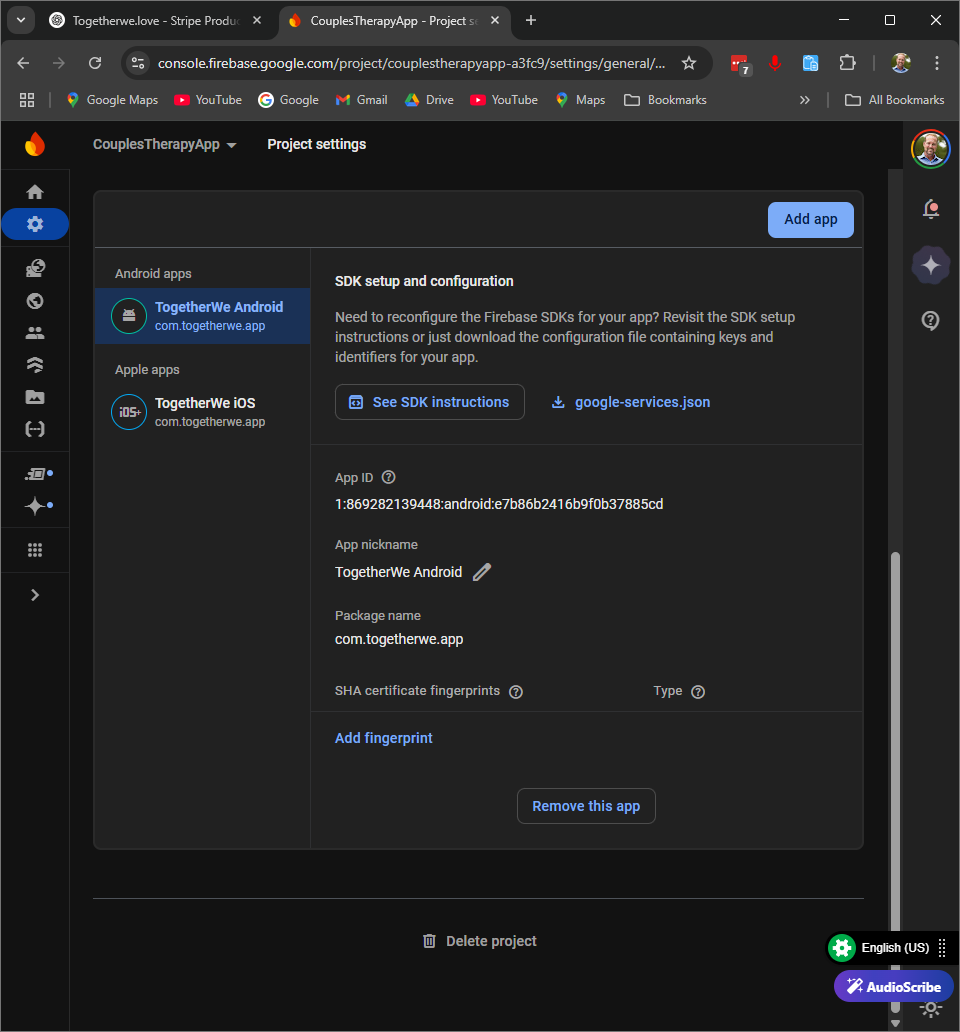 Togetherwe.love - Stripe Produc
CouplesTherapyApp - Project se
console.firebase.google.com/project/couplestherapyapp-a3fc9/settings/general/...
7
Google Maps
YouTube
Google
Gmail
Drive
YouTube
Maps
Bookmarks
All Bookmarks
CouplesTherapyApp
Project settings
Add app
Android apps
TogetherWe Android
com.togetherwe.app
Apple apps
iOS+
TogetherWe iOS
com.togetherwe.app
SDK setup and configuration
Need to reconfigure the Firebase SDKs for your app? Revisit the SDK setup
instructions or just download the configuration file containing keys and
identifiers for your app.
See SDK instructions
google-services.json
App ID
1:869282139448:android:e7b86b2416b9f0b37885cd
App nickname
TogetherWe Android
Package name
com.togetherwe.app
SHA certificate fingerprints
Type
Add fingerprint
Remove this app
Delete project
English (US)
AudioScribe